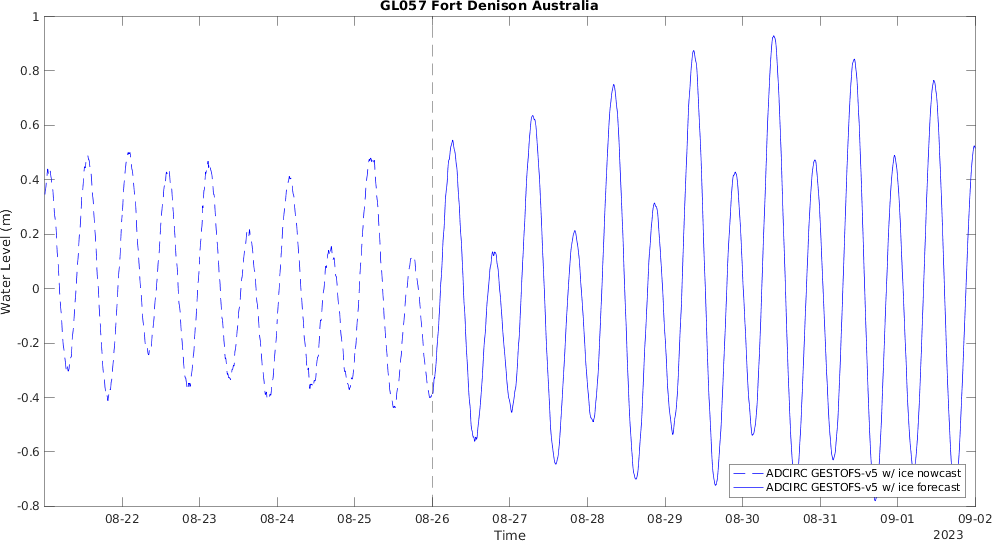 GL057 Fort Denison Australia
1
0.8
0.6
0.4
0.2
0
-0.2
-0.4
-0.6
-0.8
Water Level (m)
ADCIRC GESTOFS-v5 w/ ice nowcast
ADCIRC GESTOFS-v5 w/ ice forecast
08-22 08-23 08-24 08-25 08-26 08-27 08-28 08-29 08-30 08-31 09-01 09-02
Time
2023